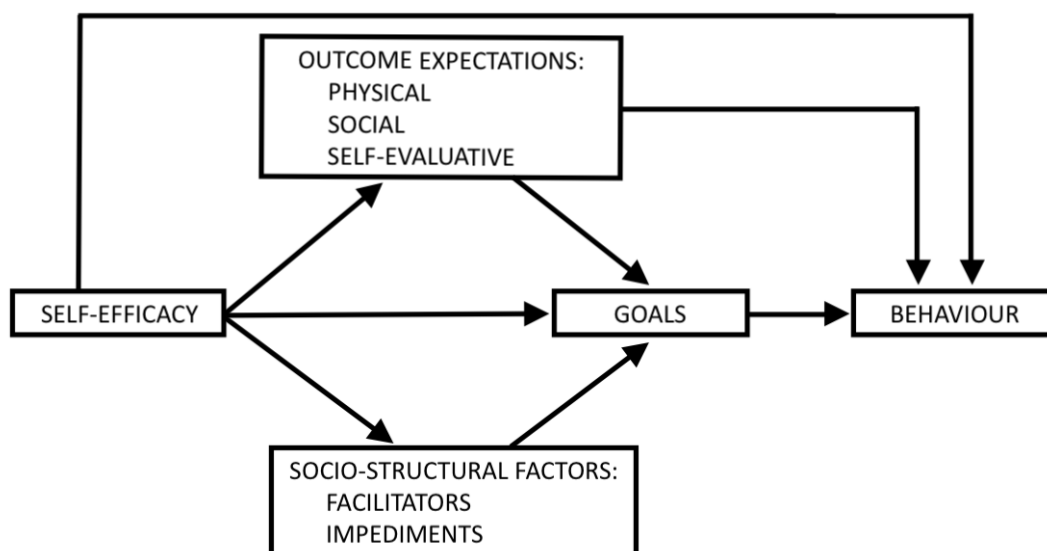 OUTCOME EXPECTATIONS:
PHYSICAL
SOCIAL
SELF-EVALUATIVE
SELF-EFFICACY
GOALS
BEHAVIOUR
SOCIO-STRUCTURAL FACTORS:
FACILITATORS
IMPEDIMENTS